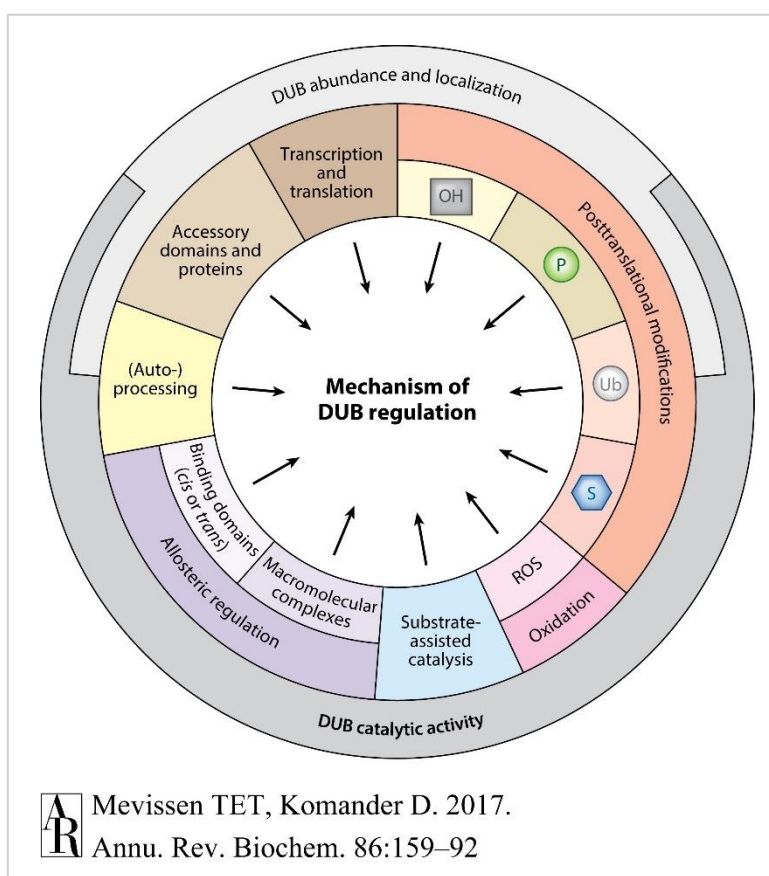 DUB abundance and localization
Transcription
and
translation
OH
Posttranslational modifications
P
Accessory
domains and
proteins
(Auto-)
processing
Mechanism of
DUB regulation
Ub
S
Binding domains
(cis or trans)
Allosteric regulation
Macromolecular
complexes
Substrate-
assisted
catalysis
ROS
Oxidation
DUB catalytic activity
AR
Mevissen TET, Komander D. 2017.
Annu. Rev. Biochem. 86:159–92